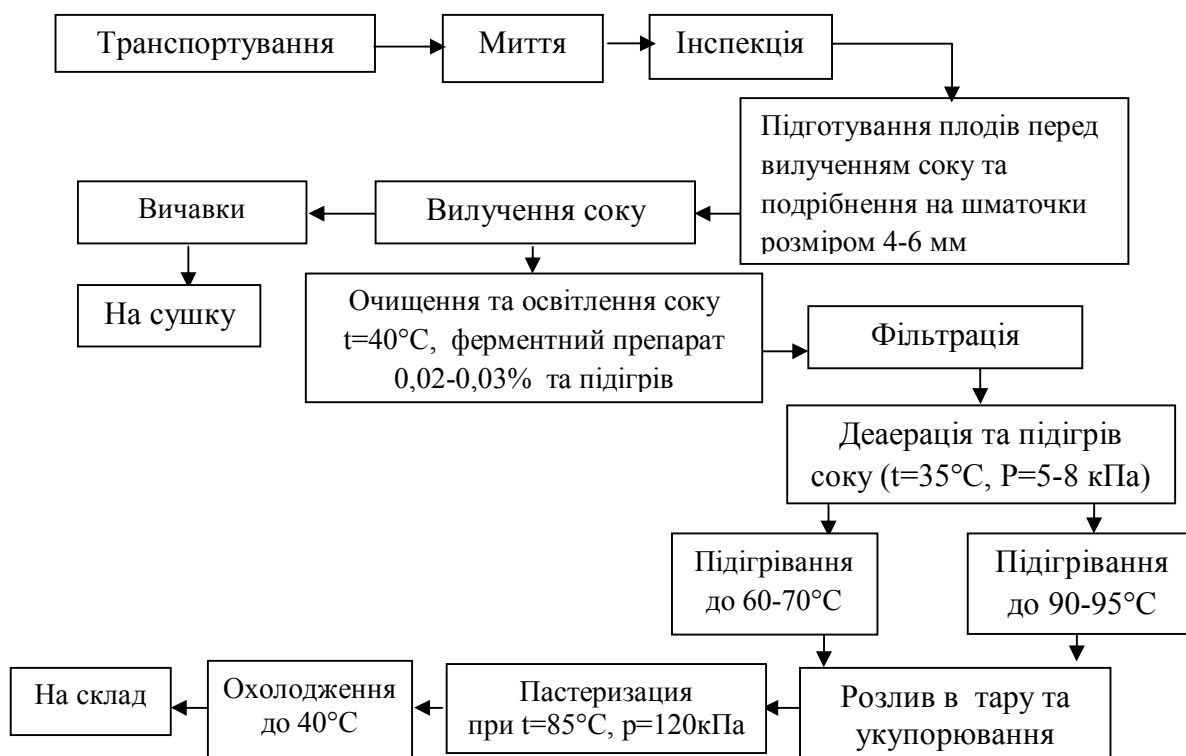 Транспортування
Миття
Інспекція
Підготування плодів перед
вилученням соку та
подрібнення на шматочки
розміром 4-6 мм
Вилучення соку
Вичавки
На сушку
Очищення та освітлення соку
t=40°С, ферментний препарат
0,02-0,03% та підігрів
Фільтрація
Деаерація та підігрів
соку (t=35°С, Р=5-8 кПа)
Підігрівання
до 60-70°С
Підігрівання
до 90-95°С
Розлив в тару та
укупорювання
Пастеризация
при t=85°С, р=120кПа
Охолодження
до 40°С
На склад